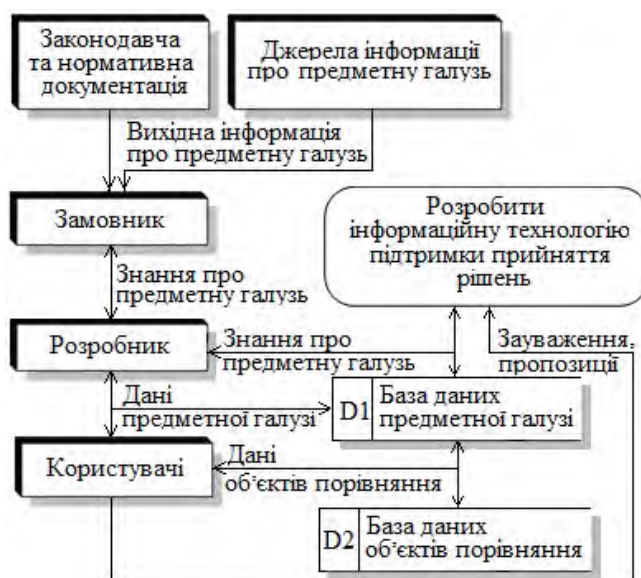 Законодавча
та нормативна
документація
Джерела інформації
про предметну галузь
Вихідна інформація
про предметну галузь
Замовник
Розробити
інформаційну технологію
підтримки прийняття
рішень
Знання про
предметну галузь
Розробник
Знання про
предметну галузь
Зауваження,
пропозиції
Дані
предметної галузі
D1
База даних
предметної галузі
Користувачі
Дані
об'єктів порівняння
D2
База даних
об'єктів порівняння